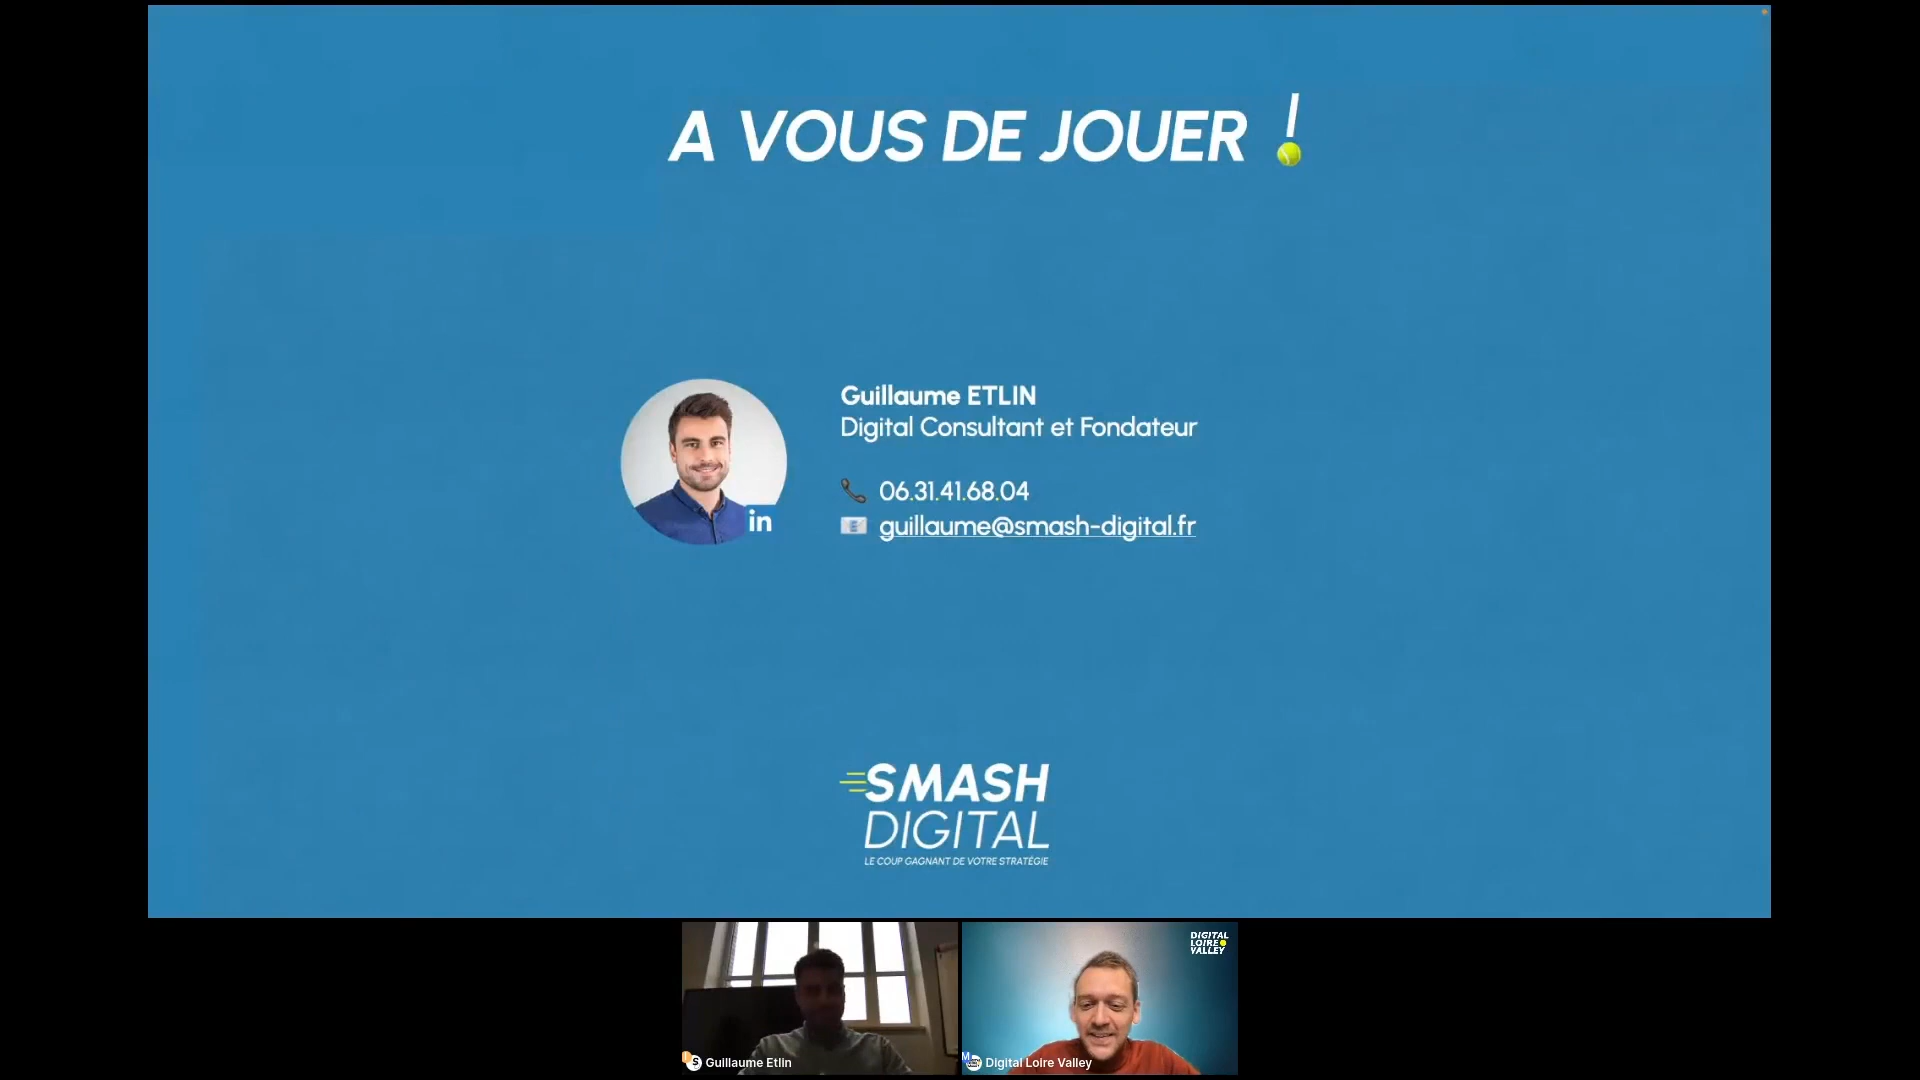 A VOUS DE JOUER !
Guillaume ETLIN
Digital Consultant et Fondateur
06.31.41.68.04
guillaume@smash-digital.fr
in
SMASH
DIGITAL
LE COUP GAGNANT DE VOTRE STRATÉGIE
DIGITAL
LOIRE
VALLEY
S Guillaume Etlin
M Digital Loire Valley